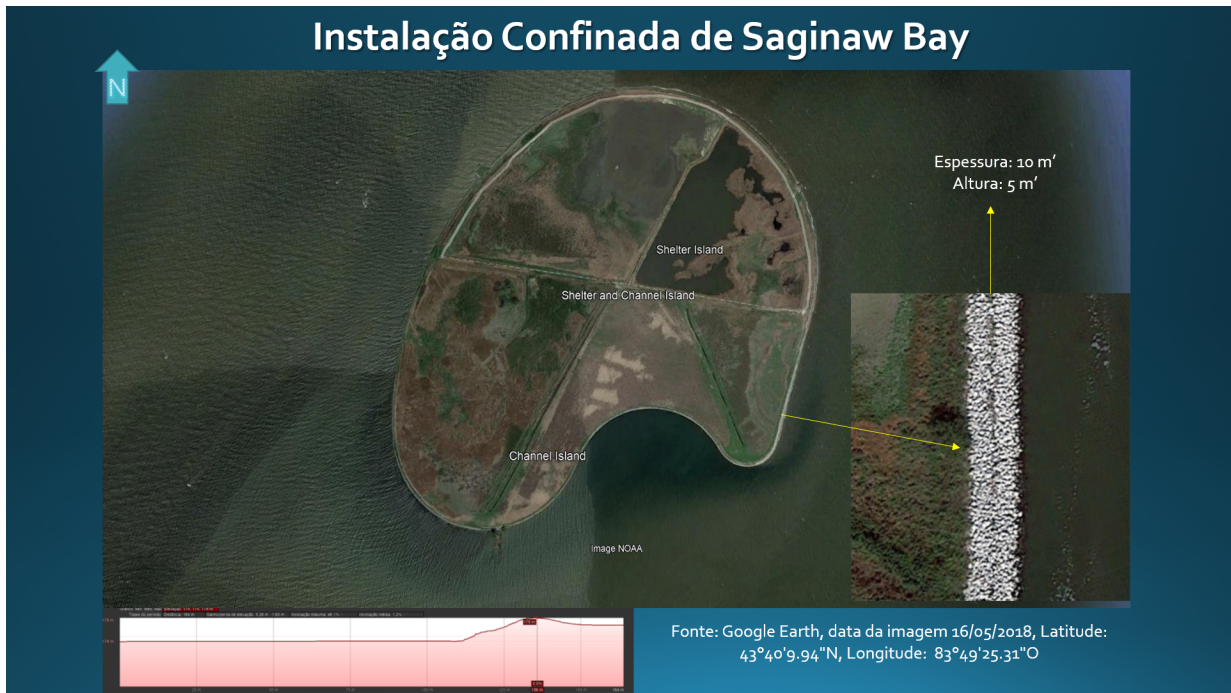 Instalação Confinada de Saginaw Bay
N
Espessura: 10 m’
Altura: 5 m’
Shelter Island
Shelter and Channel Island
Channel Island
Image NOAA
Fonte: Google Earth, data da imagem 16/05/2018, Latitude:
43°40'9.94"N, Longitude: 83°49'25.31"O